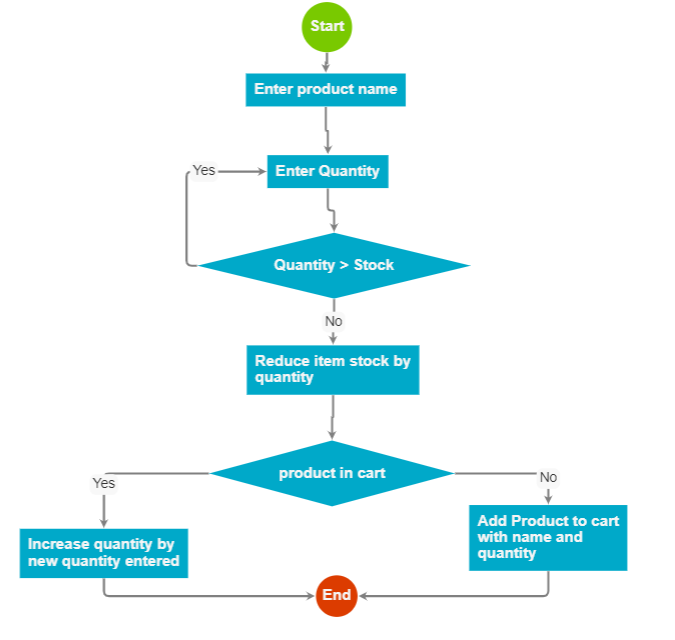 Start
Enter product name
Yes
Enter Quantity
Quantity > Stock
No
Reduce item stock by
quantity
product in cart
Yes
No
Increase quantity by
new quantity entered
Add Product to cart
with name and
quantity
End